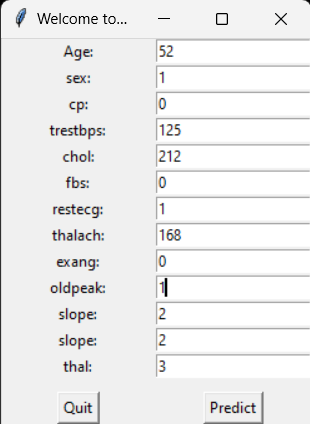 Welcome to...
Age: 52
sex: 1
cp: 0
trestbps: 125
chol: 212
fbs: 0
restecg: 1
thalach: 168
exang: 0
oldpeak: 1
slope: 2
slope: 2
thal: 3
Quit Predict